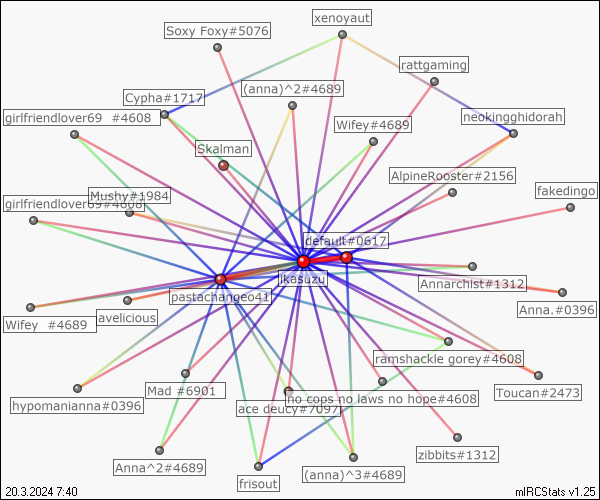 xenoyaut
Soxy Foxy#5076
rattgaming
(anna)^2#4689
Cypha#1717
girlfriendlover69  #4608
neokingghidorah
Wifey#4689
Skalman
AlpineRooster#2156
fakedingo
Mushy#1984
girlfriendlover69#4608
default#0617
jkasuzu
Annarchist#1312
pastachangeo41
Anna.#0396
avelicious
Wifey  #4689
ramshackle gorey#4608
Mad #6901
Toucan#2473
no cops no laws no hope#4608
hypomanianna#0396
ace deucy#7097
zibbits#1312
Anna^2#4689
(anna)^3#4689
frisout
20.3.2024 7:40
mIRCStats v1.25